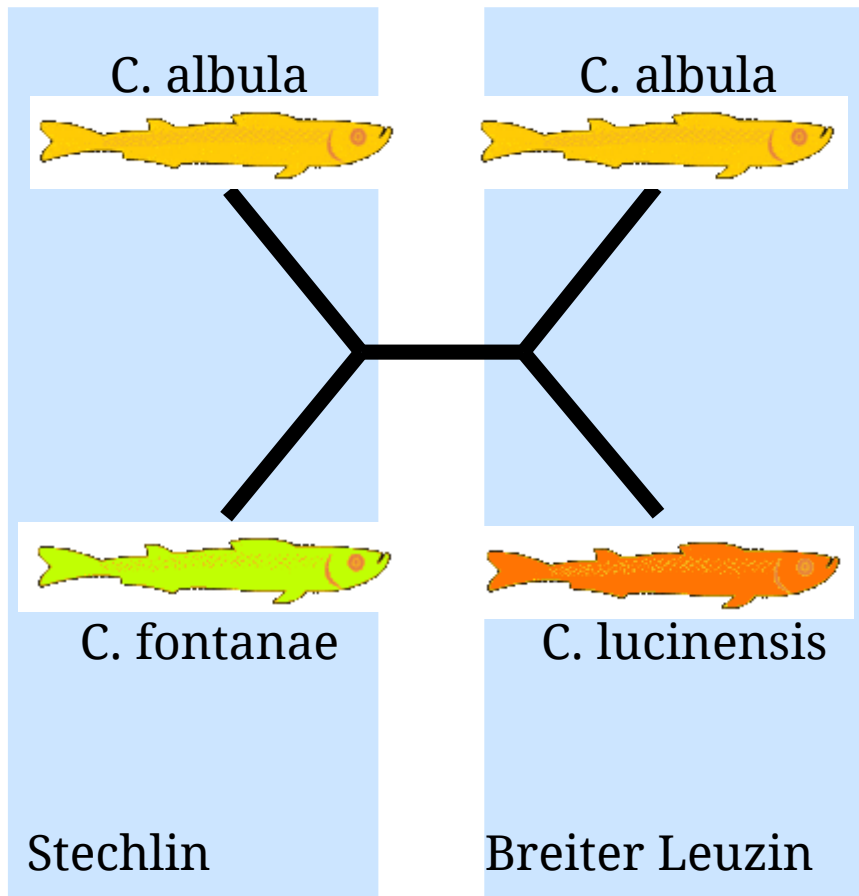 C. albula
C. albula
C. fontanae
C. lucinensis
Stechlin
Breiter Leuzin